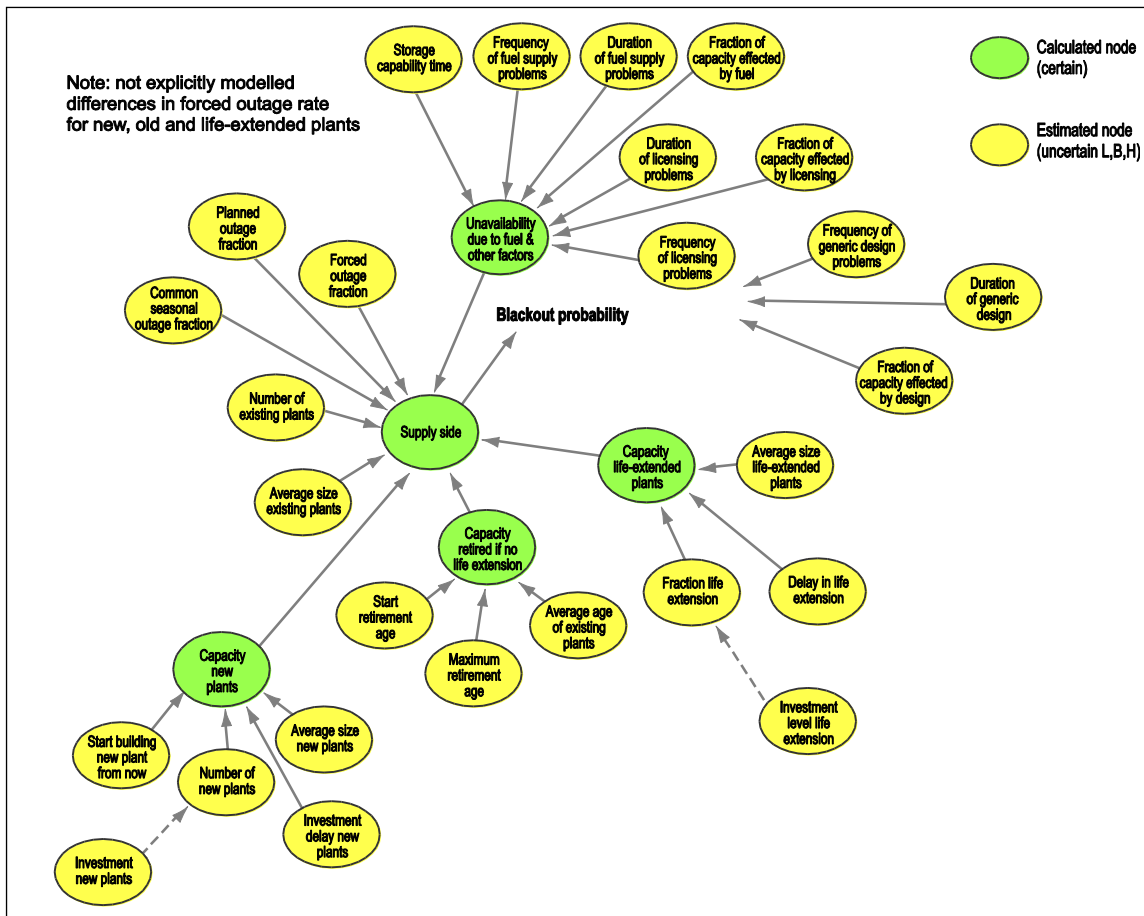 Note: not explicitly modelled
differences in forced outage rate
for new, old and life-extended plants
Storage
capability time
Frequency
of fuel supply
problems
Duration
of fuel supply
problems
Fraction of
capacity effected
by fuel
Calculated node
(certain)
Estimated node
(uncertain L,B,H)
Duration
of licensing
problems
Fraction of
capacity effected
by licensing
Planned
outage
fraction
Unavailability
due to fuel &
other factors
Frequency
of licensing
problems
Frequency of
generic design
problems
Forced
outage
fraction
Common
seasonal
outage fraction
Duration
of generic
design
Blackout probability
Fraction of
capacity effected
by design
Number of
existing plants
Supply side
Capacity
life-extended
plants
Average size
life-extended
plants
Average size
existing plants
Capacity
retired if no
life extension
Fraction life
extension
Delay in life
extension
Start
retirement
age
Average age
of existing
plants
Maximum
retirement
age
Capacity
new
plants
Investment
level life
extension
Start building
new plant
from now
Average size
new plants
Number of
new plants
Investment
delay new
plants
Investment
new plants